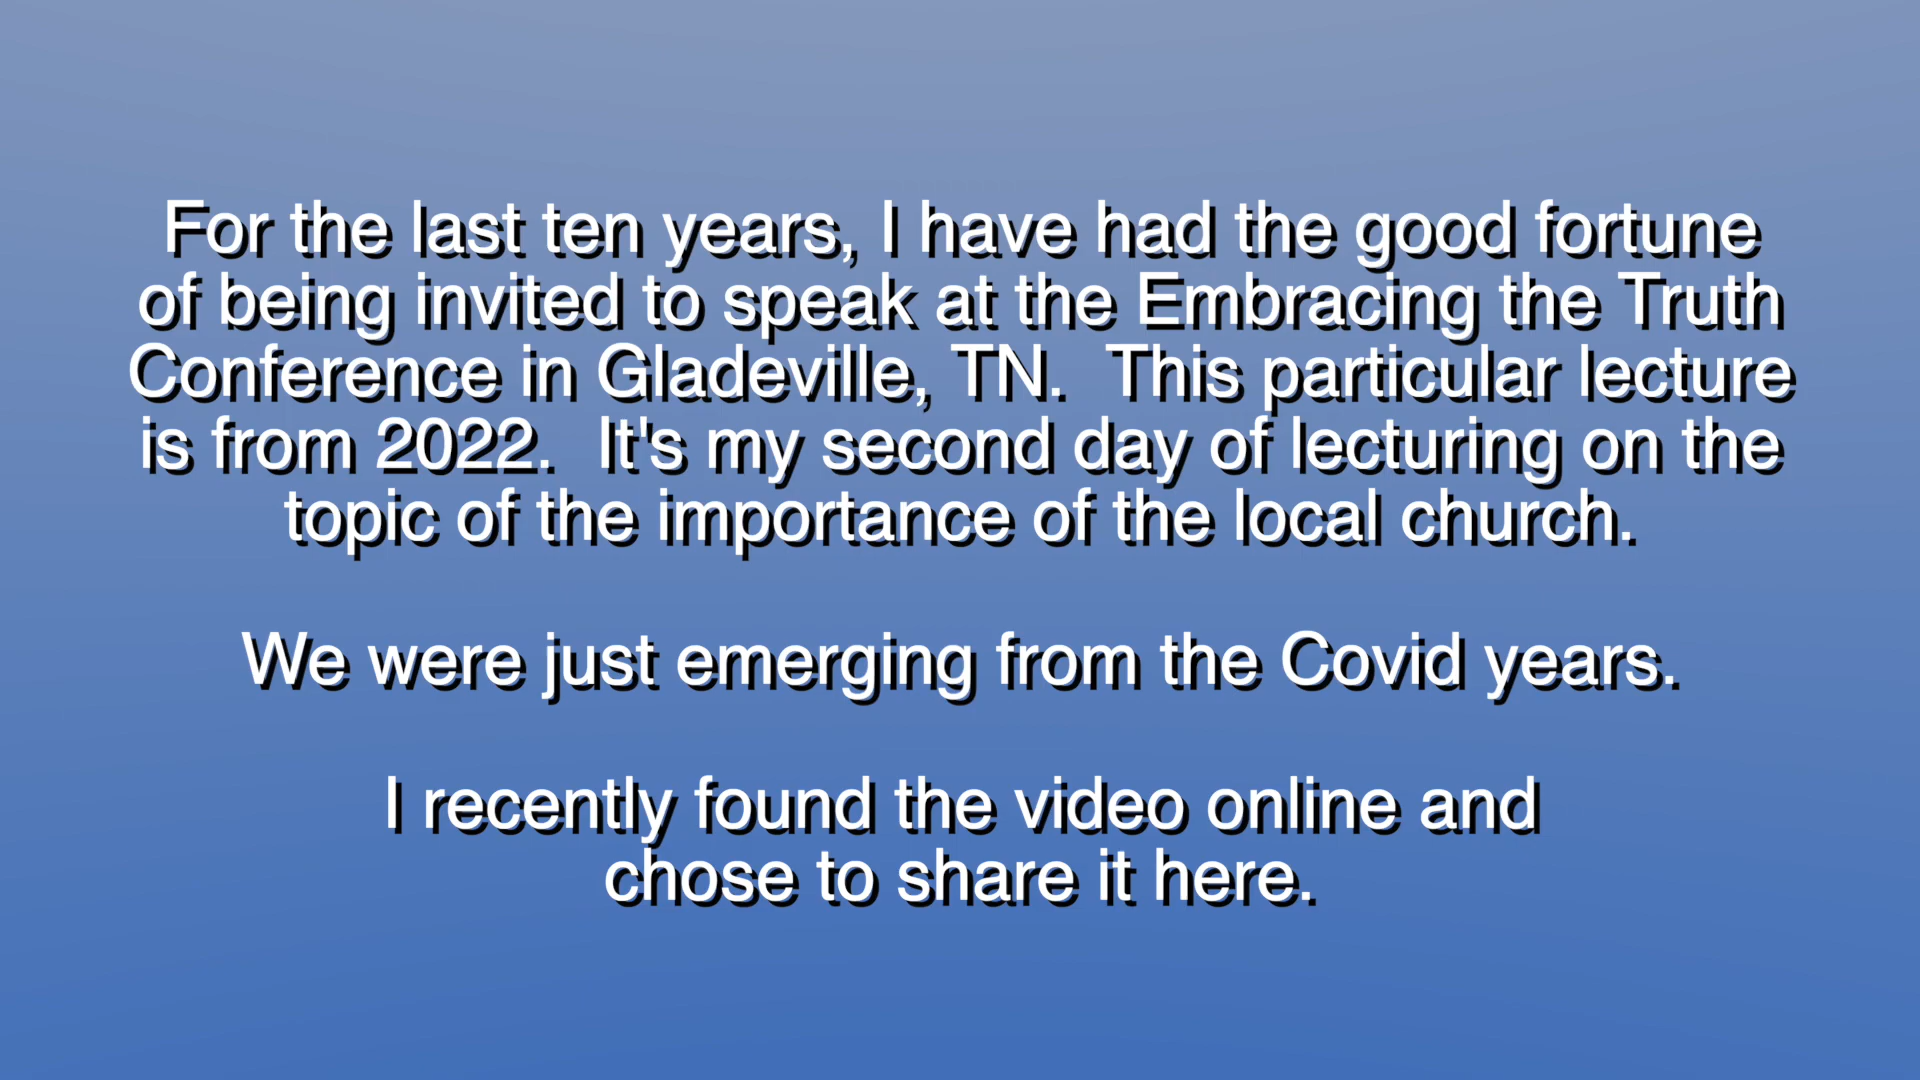 For the last ten years, I have had the good fortune
of being invited to speak at the Embracing the Truth
Conference in Gladeville, TN.  This particular lecture
is from 2022.  It's my second day of lecturing on the
topic of the importance of the local church.
We were just emerging from the Covid years.
I recently found the video online and
chose to share it here.